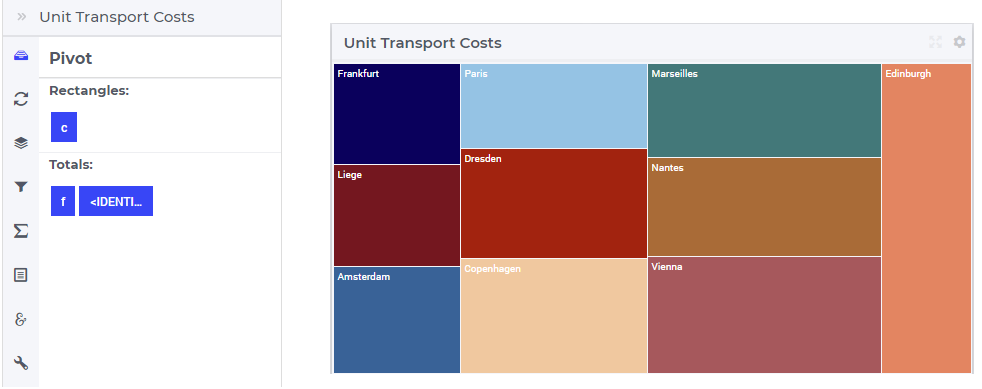 » Unit Transport Costs
Pivot
Rectangles:
c
Totals:
f <IDENTI...
&
Unit Transport Costs
Frankfurt
Liege
Amsterdam
Paris
Dresden
Copenhagen
Marseilles
Nantes
Vienna
Edinburgh